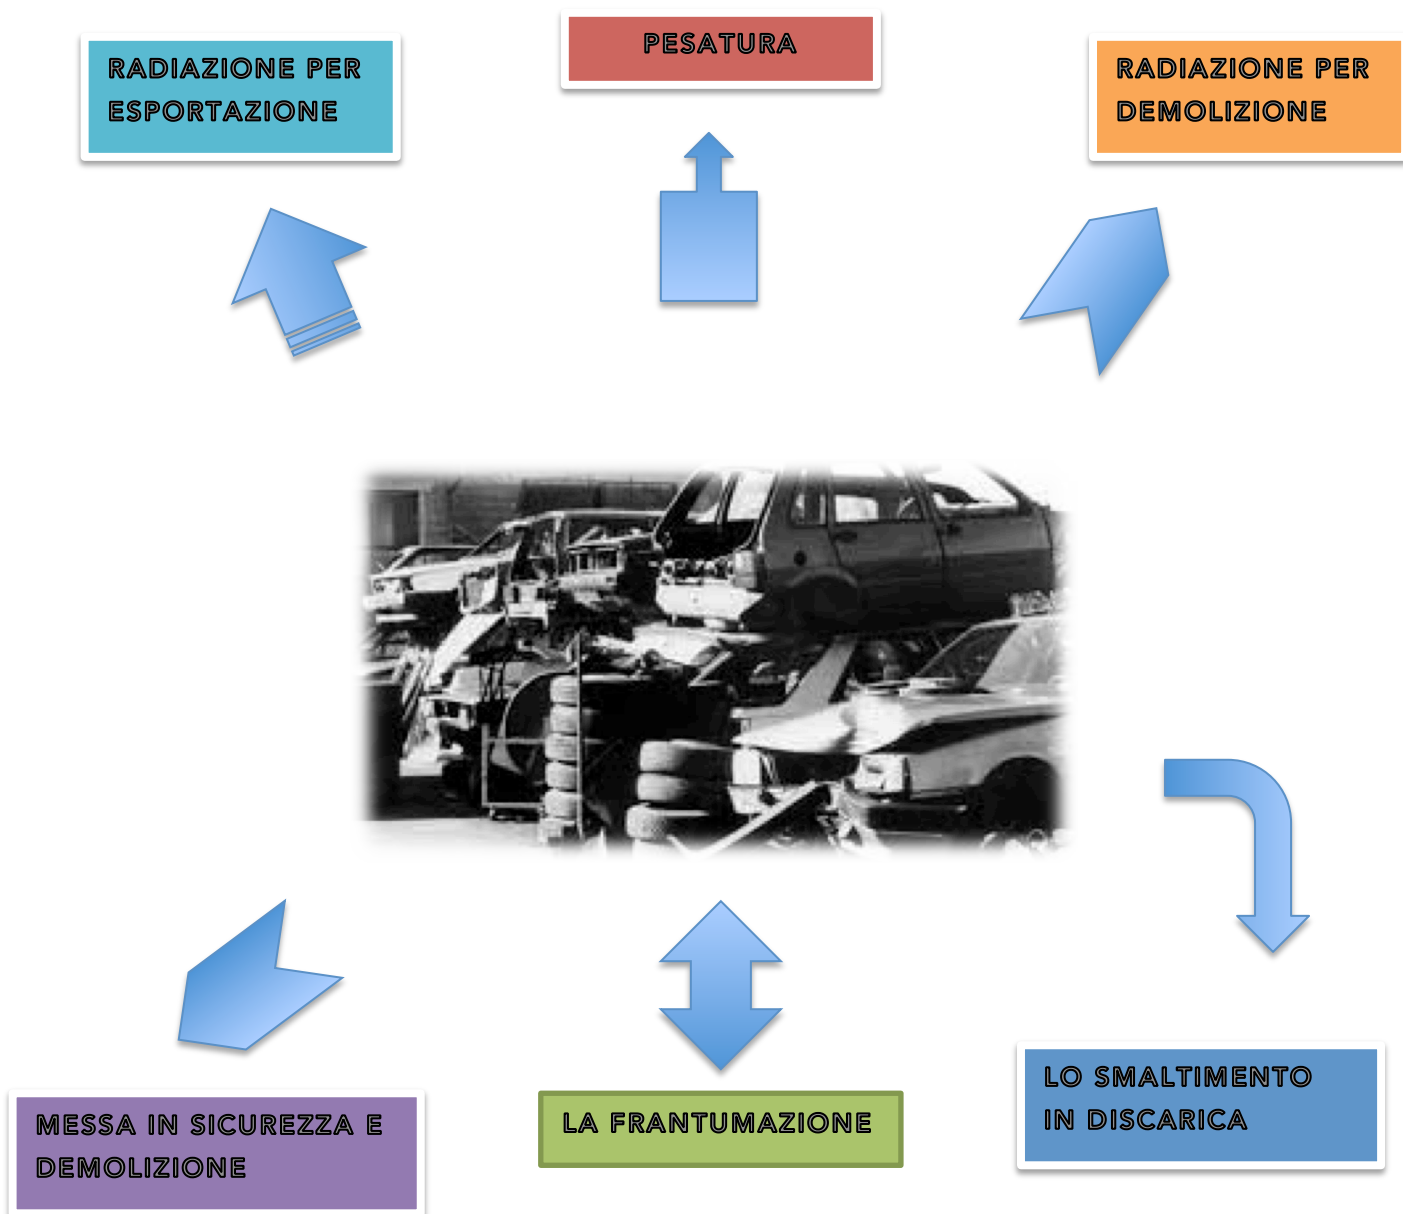 RADIAZIONE PER
ESPORTAZIONE
PESATURA
RADIAZIONE PER
DEMOLIZIONE
MESSA IN SICUREZZA E
DEMOLIZIONE
LA FRANTUMAZIONE
LO SMALTIMENTO
IN DISCARICA